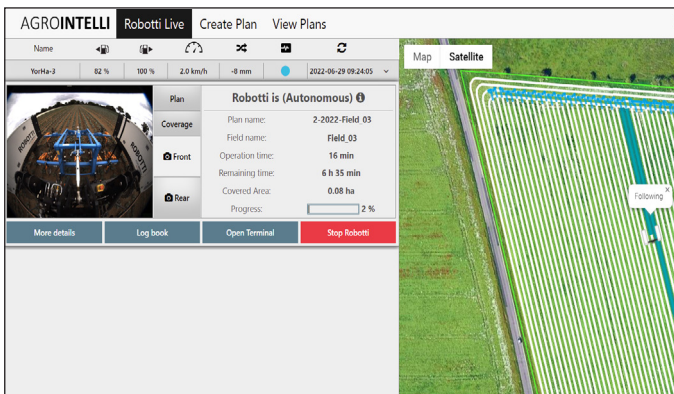 AGROINTELLI Robotti Live Create Plan View Plans
Name
YorHa-3 82 % 100 % 2.0 km/h -8 mm 2022-06-29 09:24:05
Map Satellite
Plan
Coverage
Front
Rear
Robotti is (Autonomous)
Plan name: 2-2022-Field_03
Field name: Field_03
Operation time: 16 min
Remaining time: 6 h 35 min
Covered Area: 0.08 ha
Progress: 2 %
More details Log book Open Terminal Stop Robotti
ROBOTTI
ROBOTTI
Following